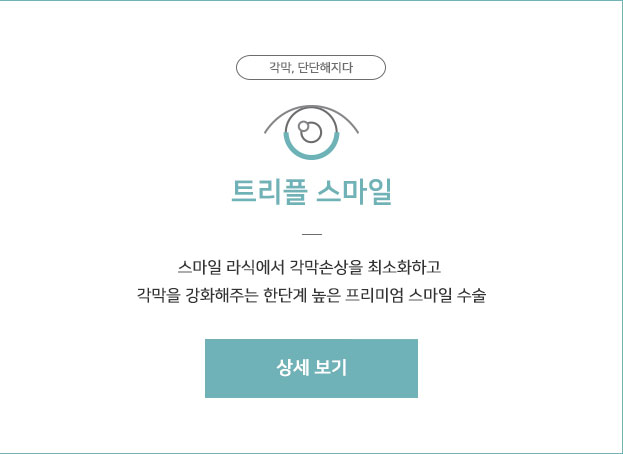 각막, 단단해지다
트리플 스마일
스마일 라식에서 각막손상을 최소화하고
각막을 강화해주는 한단계 높은 프리미엄 스마일 수술
상세 보기